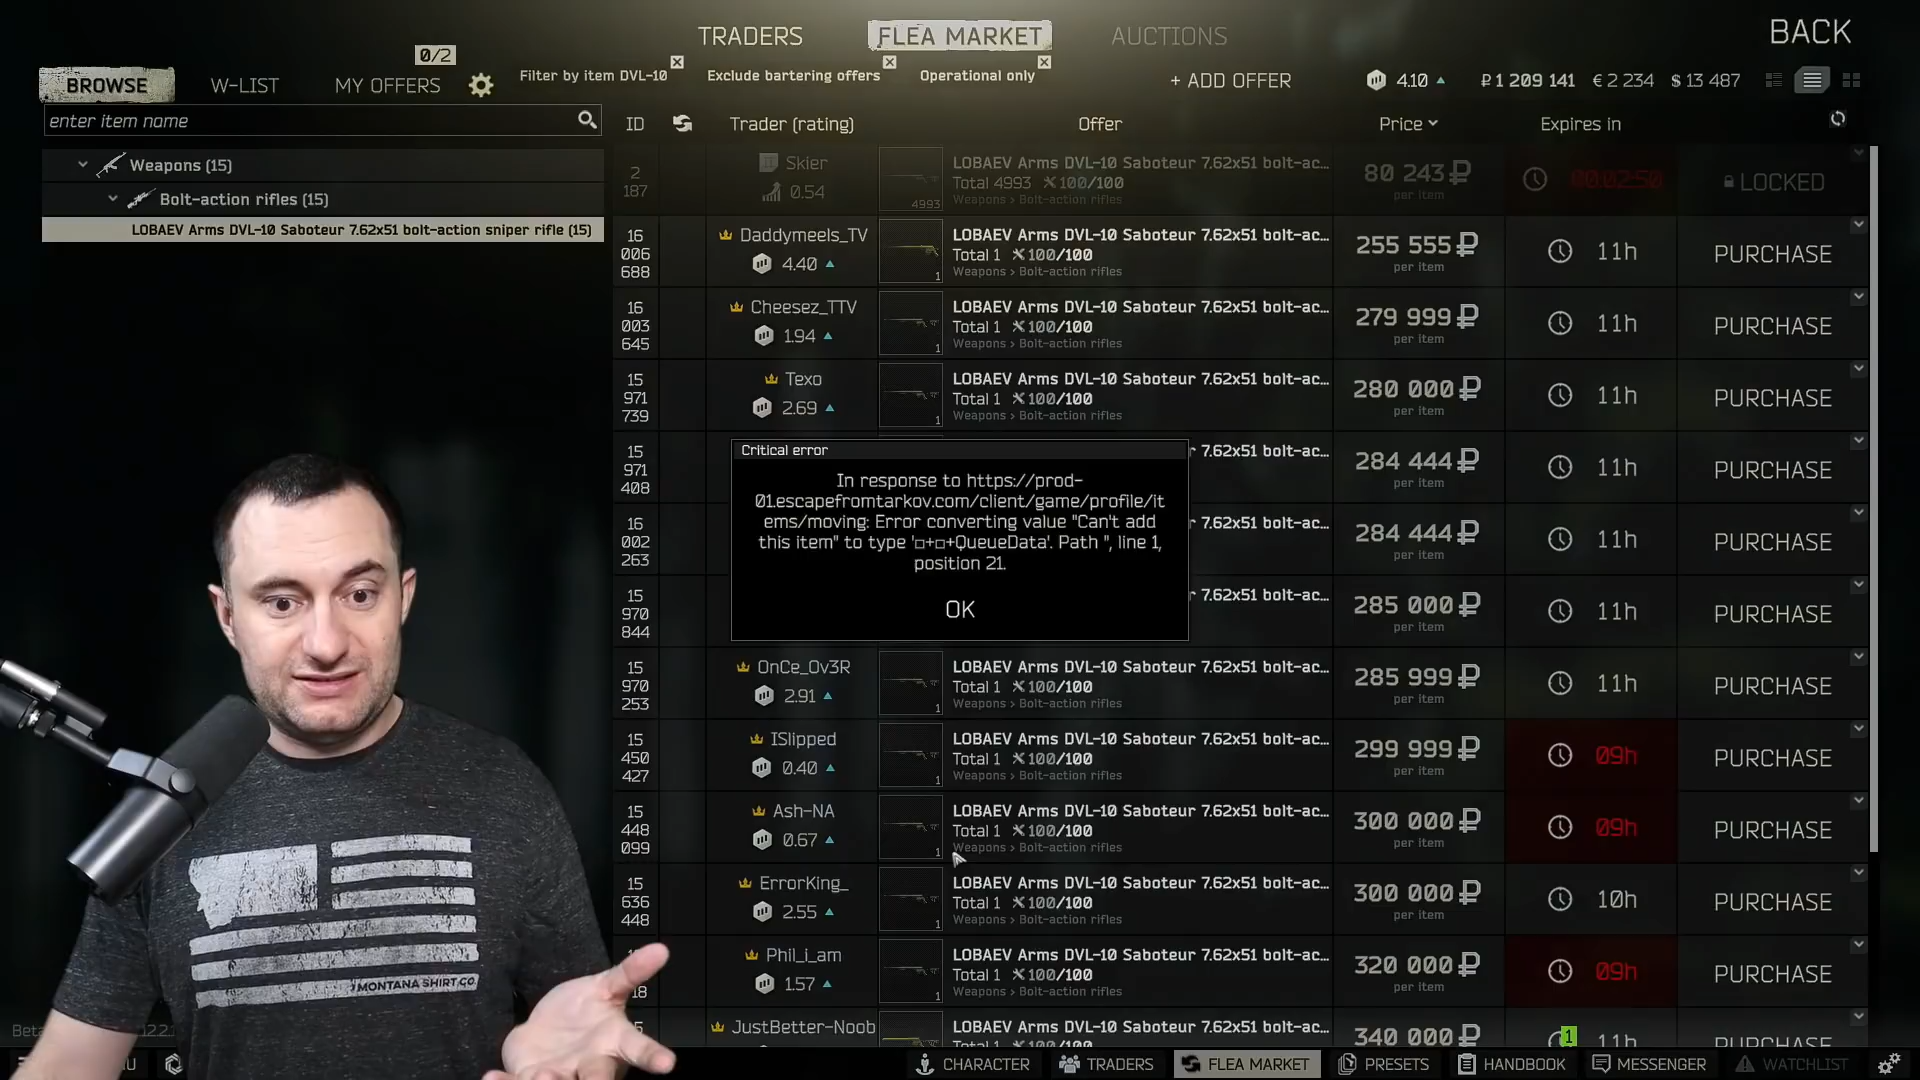 TRADERS
FLEA MARKET
AUCTIONS
BACK
0/2
BROWSE
W-LIST
MY OFFERS
Filter by item DVL-10
Exclude bartering offers
Operational only
+ ADD OFFER
4.10
₽ 1 209 141
€ 2 234
$ 13 487
enter item name
ID
Trader (rating)
Offer
Price
Expires in
Weapons (15)
Bolt-action rifles (15)
LOBAEV Arms DVL-10 Saboteur 7.62x51 bolt-action sniper rifle (15)
2
187
Skier
0.54
4993
LOBAEV Arms DVL-10 Saboteur 7.62x51 bolt-ac...
Total 4993 100/100
Weapons > Bolt-action rifles
80 243 ₽
00:02:50
LOCKED
16
006
688
Daddymeels_TV
4.40
1
LOBAEV Arms DVL-10 Saboteur 7.62x51 bolt-ac...
Total 1 100/100
Weapons > Bolt-action rifles
255 555 ₽
per item
11h
PURCHASE
16
003
645
Cheesez_TTV
1.94
1
LOBAEV Arms DVL-10 Saboteur 7.62x51 bolt-ac...
Total 1 100/100
Weapons > Bolt-action rifles
279 999 ₽
per item
11h
PURCHASE
15
971
739
Texo
2.69
1
LOBAEV Arms DVL-10 Saboteur 7.62x51 bolt-ac...
Total 1 100/100
Weapons > Bolt-action rifles
280 000 ₽
per item
11h
PURCHASE
15
971
408
7.62x51 bolt-ac...
284 444 ₽
per item
11h
PURCHASE
16
002
263
7.62x51 bolt-ac...
284 444 ₽
per item
11h
PURCHASE
15
970
844
7.62x51 bolt-ac...
285 000 ₽
per item
11h
PURCHASE
Critical error
In response to https://prod-
01.escapefromtarkov.com/client/game/profile/it
ems/moving: Error converting value "Can't add
this item" to type '□+□+QueueData'. Path '', line 1,
position 21.
OK
15
970
253
OnCe_Ov3R
2.91
1
LOBAEV Arms DVL-10 Saboteur 7.62x51 bolt-ac...
Total 1 100/100
Weapons > Bolt-action rifles
285 999 ₽
per item
11h
PURCHASE
15
450
427
ISlipped
0.40
1
LOBAEV Arms DVL-10 Saboteur 7.62x51 bolt-ac...
Total 1 100/100
Weapons > Bolt-action rifles
299 999 ₽
per item
09h
PURCHASE
15
448
099
Ash-NA
0.67
1
LOBAEV Arms DVL-10 Saboteur 7.62x51 bolt-ac...
Total 1 100/100
Weapons > Bolt-action rifles
300 000 ₽
per item
09h
PURCHASE
15
636
448
ErrorKing_
2.55
1
LOBAEV Arms DVL-10 Saboteur 7.62x51 bolt-ac...
Total 1 100/100
Weapons > Bolt-action rifles
300 000 ₽
per item
10h
PURCHASE
Phil_i_am
1.57
1
LOBAEV Arms DVL-10 Saboteur 7.62x51 bolt-ac...
Total 1 100/100
Weapons > Bolt-action rifles
320 000 ₽
per item
09h
PURCHASE
JustBetter-Noob
LOBAEV Arms DVL-10 Saboteur 7.62x51 bolt-ac...
340 000 ₽
11h
PURCHASE
MONTANA SHIRT CO.
1
CHARACTER
TRADERS
FLEA MARKET
PRESETS
HANDBOOK
MESSENGER
WATCHLIST